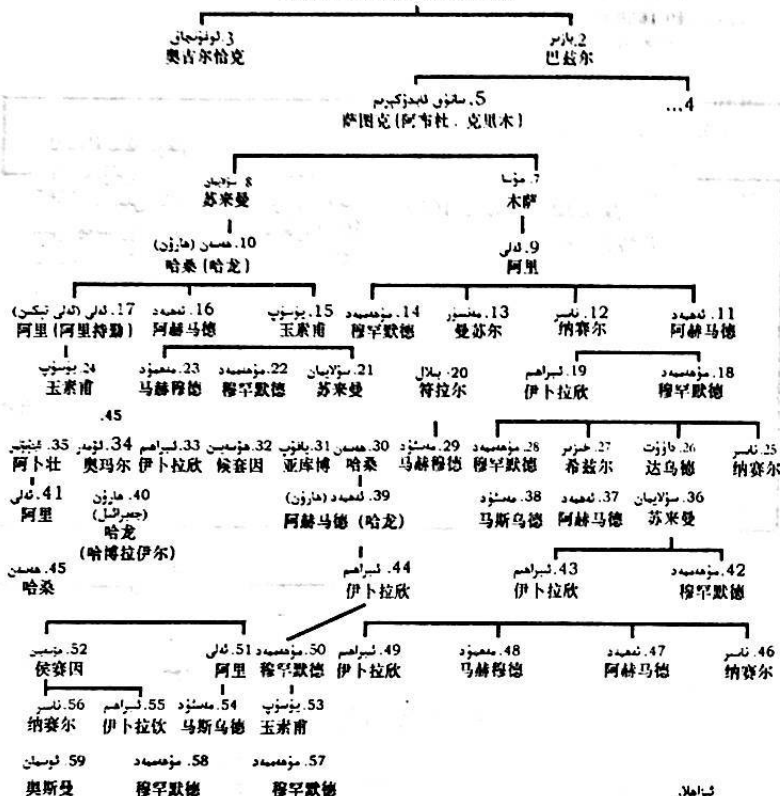 3. ئوغۇلچاق 2. بازىر
奥古尔恰克 巴兹尔
5. ساتۇق ئەبدۇكېرىم 4...
萨图克（阿布杜．克里木）
8. سۇلايمان 7. مۇسا
苏来曼 木萨
10. ھەسەن (ھارۇن) 9. ئەلى
哈桑（哈龙） 阿里
17. ئەلى (ئەلى تېكىن) 16. ئەھمەد 15. يۈسۈپ 14. مۇھەممەد 13. مەنسۇر 12. ناسىر 11. ئەھمەد
阿里（阿里特勤） 阿赫马德 玉素甫 穆罕默德 曼苏尔 纳赛尔 阿赫马德
24. يۈسۈپ 23. مەھمۇد 22. مۇھەممەد 21. سۇلايمان 20. بىلال 19. ئىبراھىم 18. مۇھەممەد
玉素甫 马赫穆德 穆罕默德 苏来曼 符拉尔 伊卜拉欣 穆罕默德
45.
35. 34. ئۆمەر 33. ئىبراھىم 32. ھۈسەيىن 31. ياقۇپ 30. ھەسەن 29. مەسئۇد 28. مۇھەممەد 27. خىزىر 26. داۋۇت 25. ناسىر
阿卜壮 奥玛尔 伊卜拉欣 候赛因 亚库博 哈桑 马赫穆德 穆罕默德 希兹尔 达乌德 纳赛尔
41. ئەلى 40. ھارۇن 39. ئەھمەد (ھارۇن) 38. مەسئۇد 37. ئەھمەد 36. سۇلايمان
(جەبرائىل)
阿里 哈龙 阿赫马德（哈龙） 马斯乌德 阿赫马德 苏来曼
（哈博拉伊尔）
45. ھەسەن 44. ئىبراھىم 43. ئىبراھىم 42. مۇھەممەد
哈桑 伊卜拉欣 伊卜拉欣 穆罕默德
52. ھۈسەيىن 51. ئەلى 50. مۇھەممەد 49. ئىبراھىم 48. مەھمۇد 47. ئەھمەد 46. ناسىر
侯赛因 阿里 穆罕默德 伊卜拉欣 马赫穆德 阿赫马德 纳赛尔
56. ناسىر 55. ئىبراھىم 54. مەسئۇد 53. يۈسۈپ
纳赛尔 伊卜拉饮 马斯乌德 玉素甫
59. ئوسمان 58. مۇھەممەد 57. مۇھەممەد
奥斯曼 穆罕默德 穆罕默德